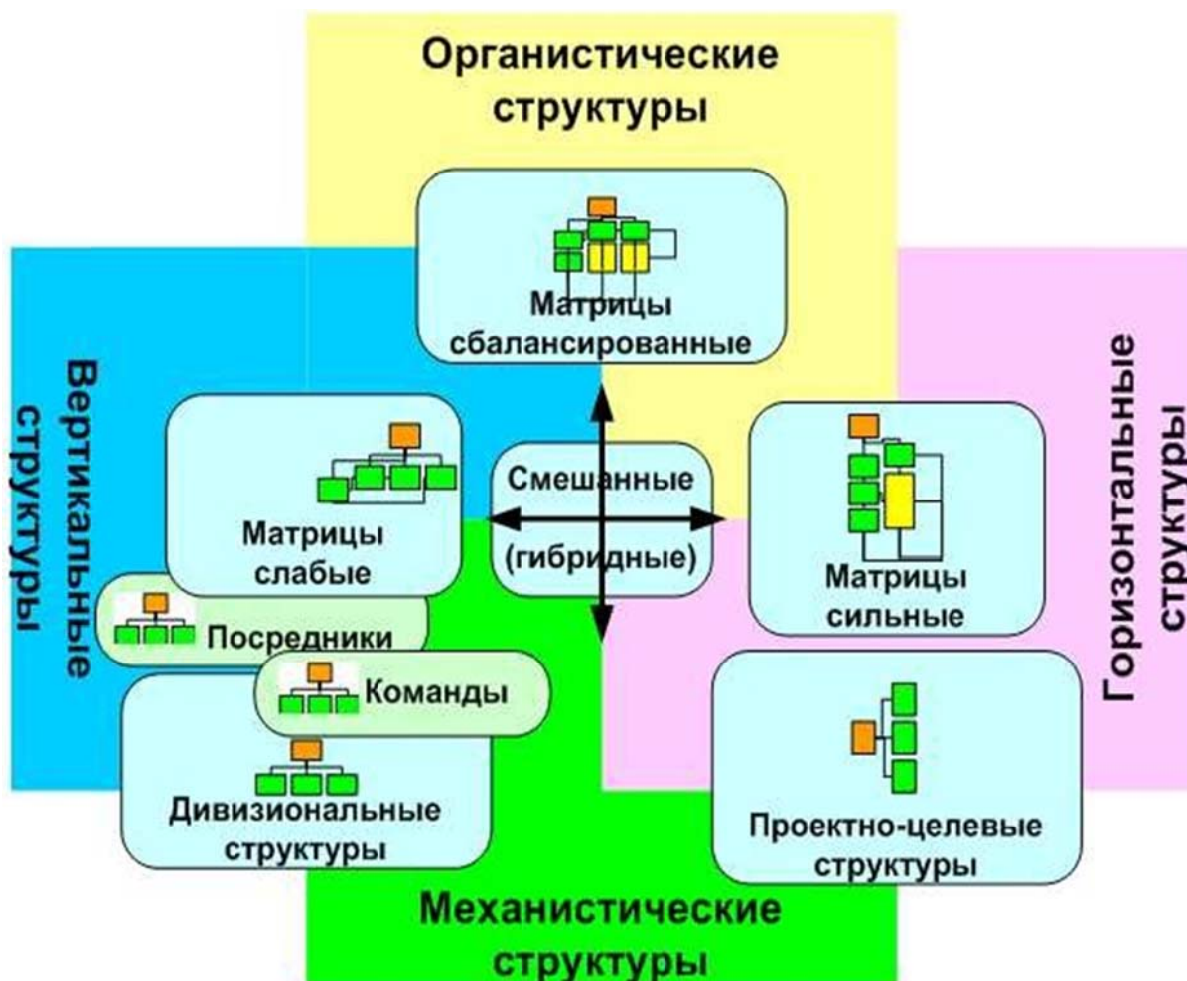 Органистические
структуры
Матрицы
сбалансированные
Вертикальные
структуры
Горизонтальные
структуры
Матрицы
слабые
Смешанные
(гибридные)
Матрицы
сильные
Посредники
Команды
Дивизиональные
структуры
Проектно-целевые
структуры
Механистические
структуры